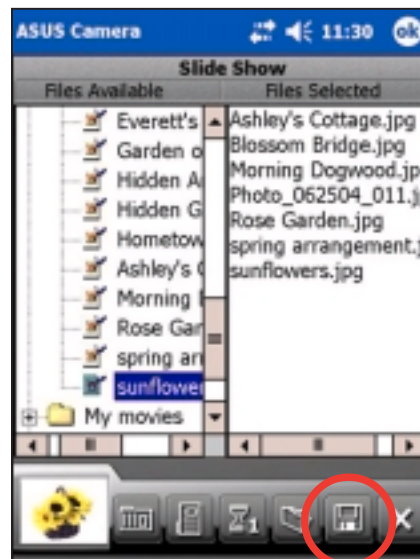 ASUS Camera 11:30 ok
Slide Show
Files Available Files Selected
Everett's
Garden o
Hidden A
Hidden G
Hometow
Ashley's
Morning
Rose Gar
spring arr
sunflower
My movies
Ashley's Cottage.jpg
Blossom Bridge.jpg
Morning Dogwood.jp
Photo_062504_011.j
Rose Garden.jpg
spring arrangement.j
sunflowers.jpg
1